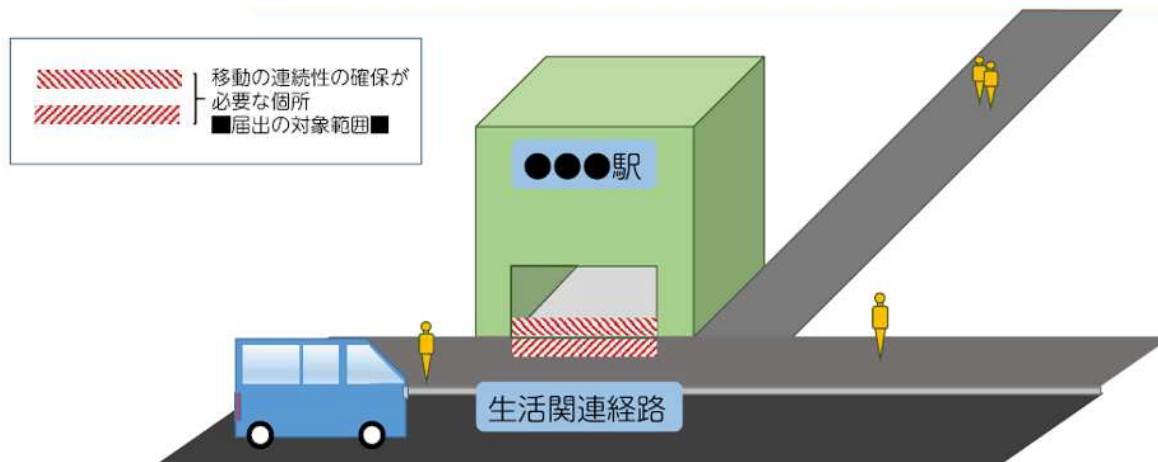 移動の連続性の確保が
必要な個所
■届出の対象範囲■
●●●駅
生活関連経路